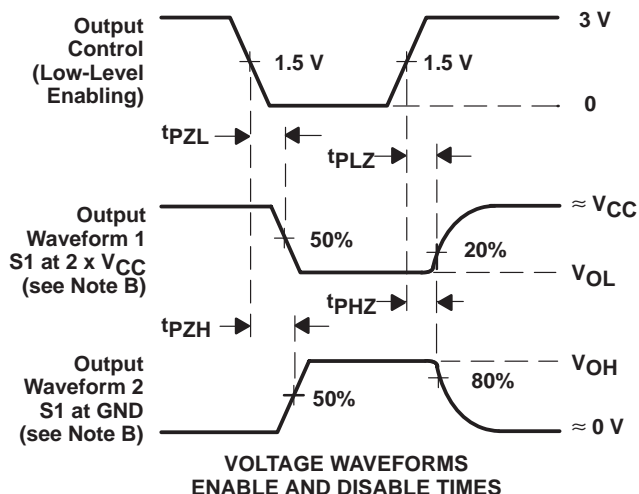 Output
Control
(Low-Level
Enabling)
3 V
1.5 V
1.5 V
0
tPZL
tPLZ
Output
Waveform 1
S1 at 2 x VCC
(see Note B)
≈ VCC
50%
20%
VOL
tPZH
tPHZ
Output
Waveform 2
S1 at GND
(see Note B)
VOH
50%
80%
≈ 0 V
VOLTAGE WAVEFORMS
ENABLE AND DISABLE TIMES